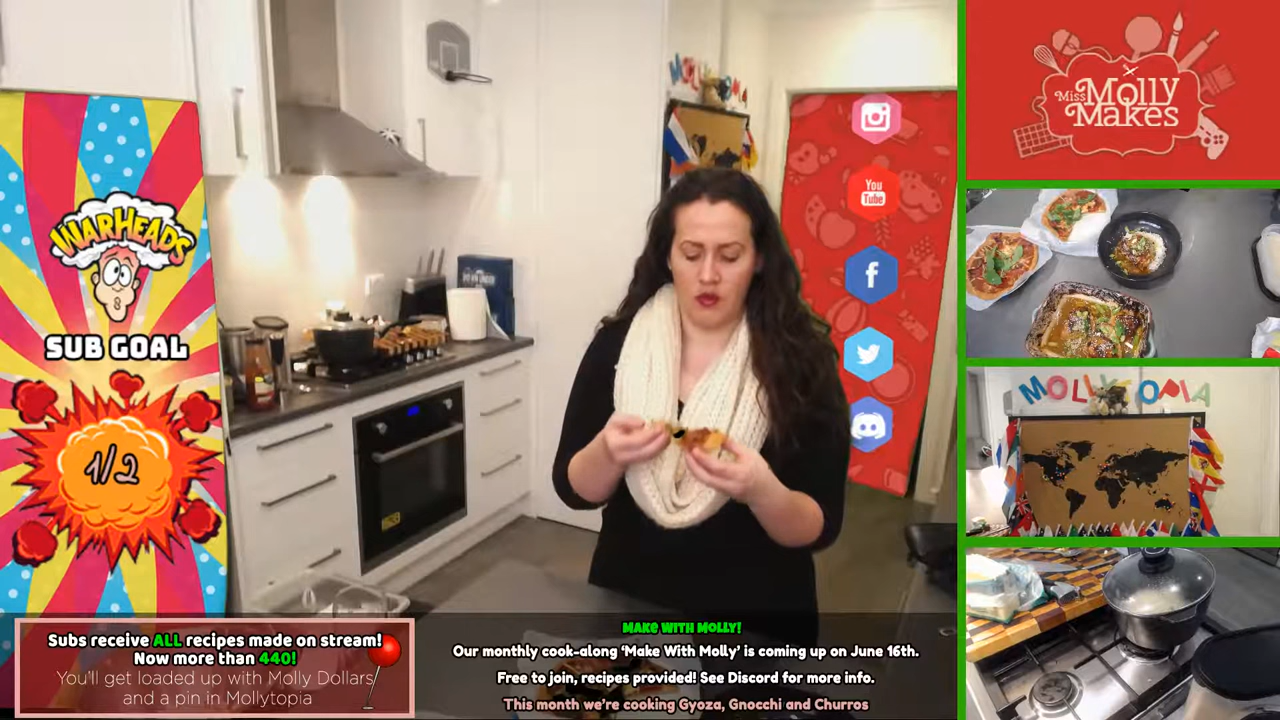 WARHEADS
SUB GOAL
1/2
MOLLYTOPIA
You
Tube
Miss Molly
Makes
MOLLYTOPIA
Subs receive ALL recipes made on stream!
Now more than 440!
You'll get loaded up with Molly Dollars
and a pin in Mollytopia
MAKE WITH MOLLY!
Our monthly cook-along 'Make With Molly' is coming up on June 16th.
Free to join, recipes provided! See Discord for more info.
This month we're cooking Gyoza, Gnocchi and Churros